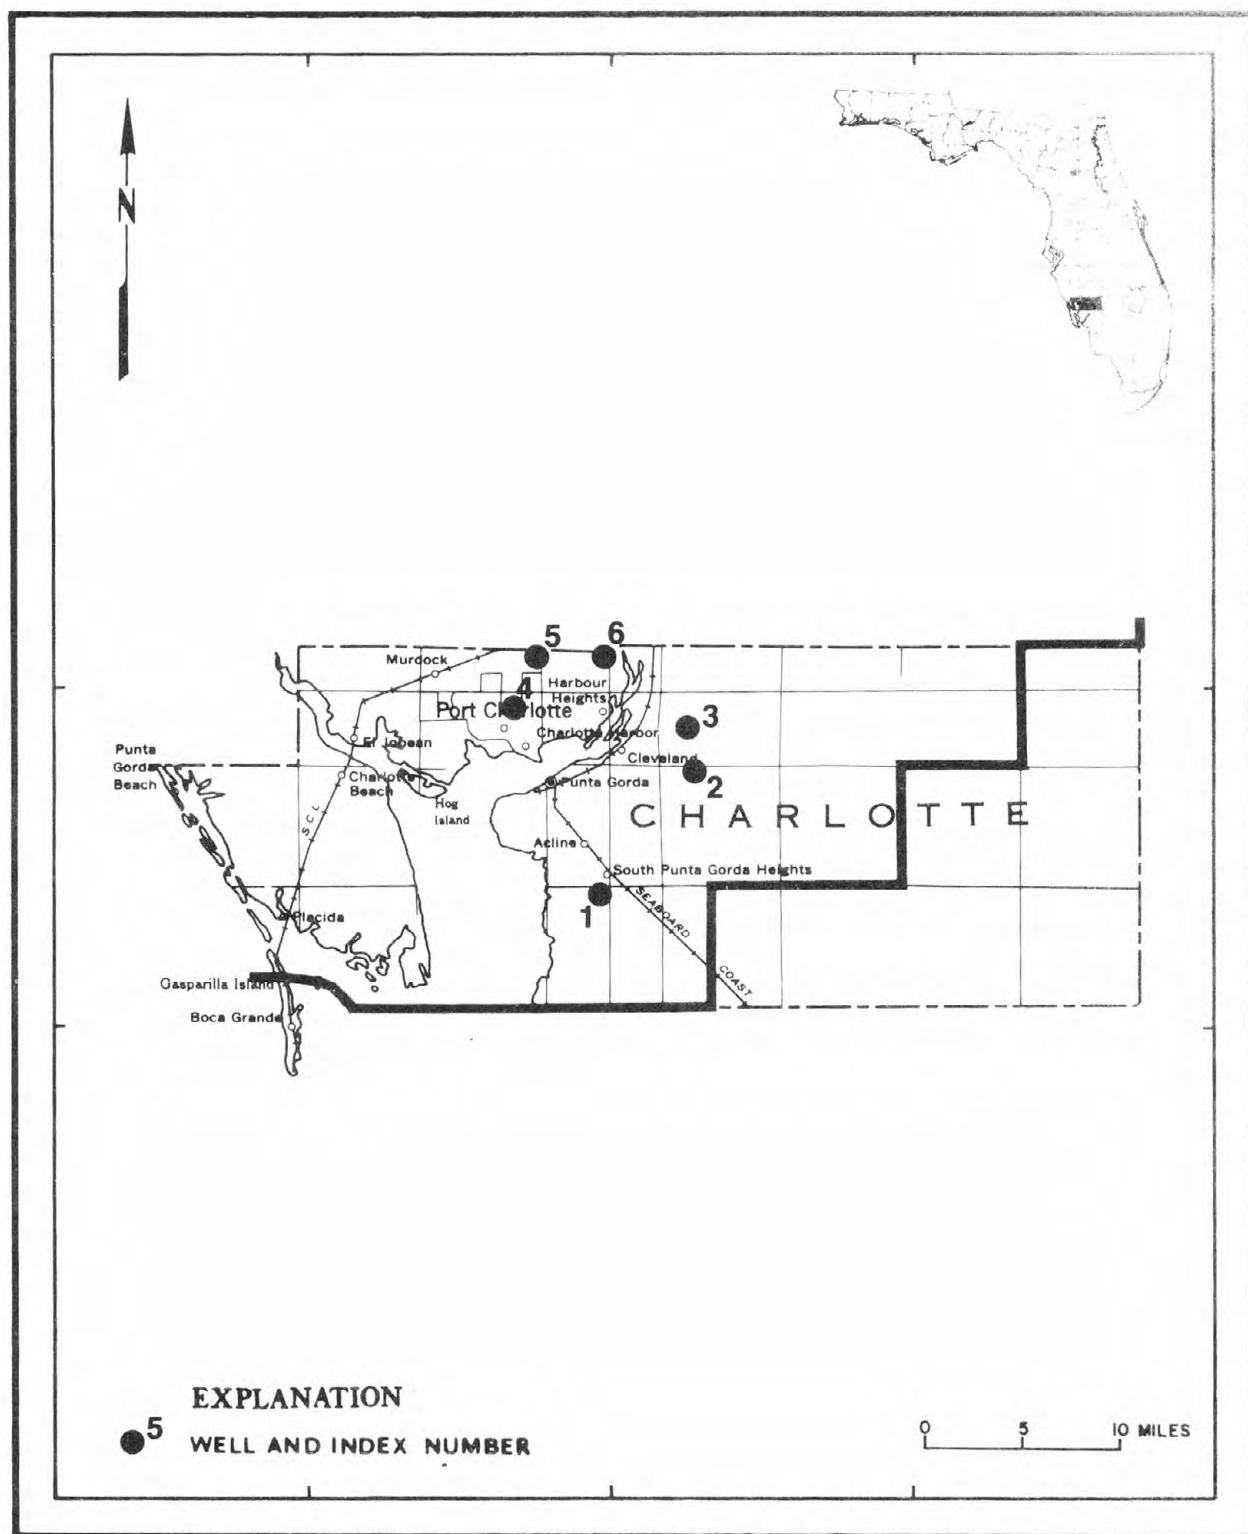 N
5
6
Murdock
Harbour
Heights
4
Port Charlotte
3
Charlotte Harbor
El Jobean
Cleveland
Punta
Gorda
Beach
Charlotte
Beach
Punta Gorda
2
Hog
Island
CHARLOTTE
S C L
Acline
South Punta Gorda Heights
1
SEABOARD
Placida
COAST
Gasparilla Island
Boca Grande
EXPLANATION
5
WELL AND INDEX NUMBER
0 5 10 MILES